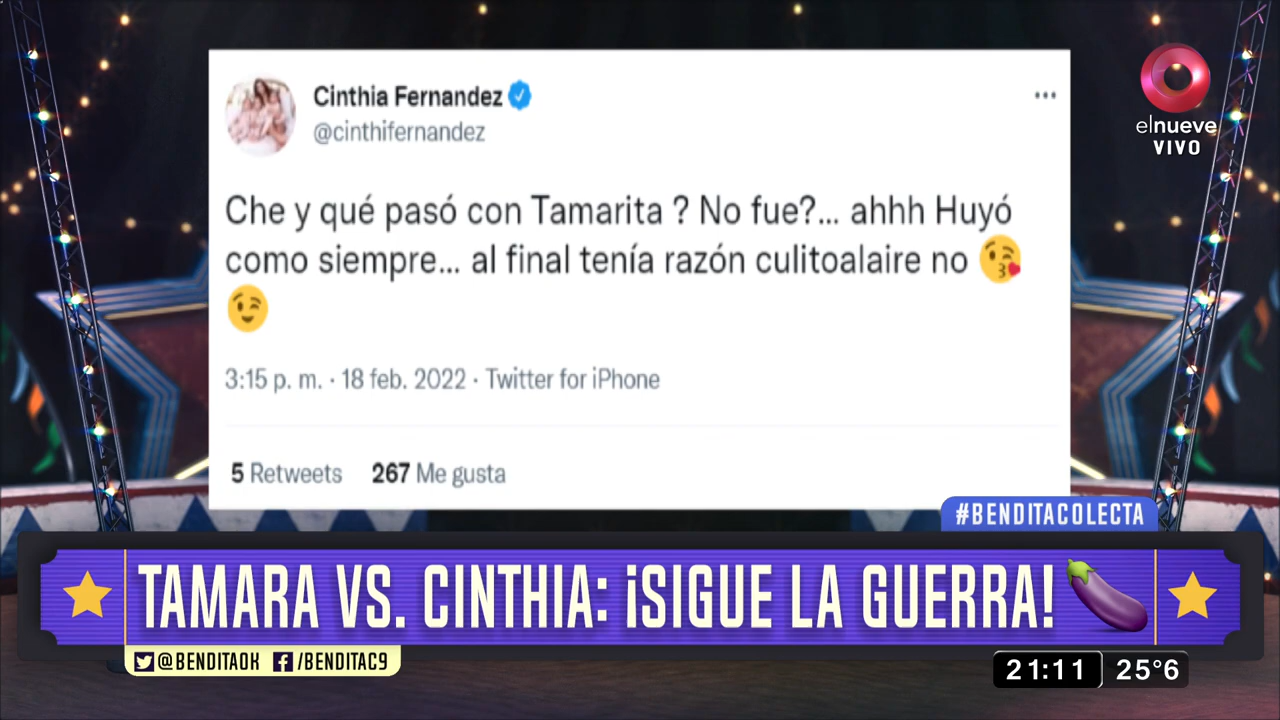 Cinthia Fernandez
@cinthifernandez
elnueve
VIVO
Che y qué pasó con Tamarita ? No fue?... ahhh Huyó
como siempre... al final tenía razón culitoalaire no 😘
😉
3:15 p. m. · 18 feb. 2022 · Twitter for iPhone
5 Retweets 267 Me gusta
#BENDITACOLECTA
TAMARA VS. CINTHIA: ¡SIGUE LA GUERRA! 🍆
@BENDITAOK /BENDITAC9
21:11 25°6